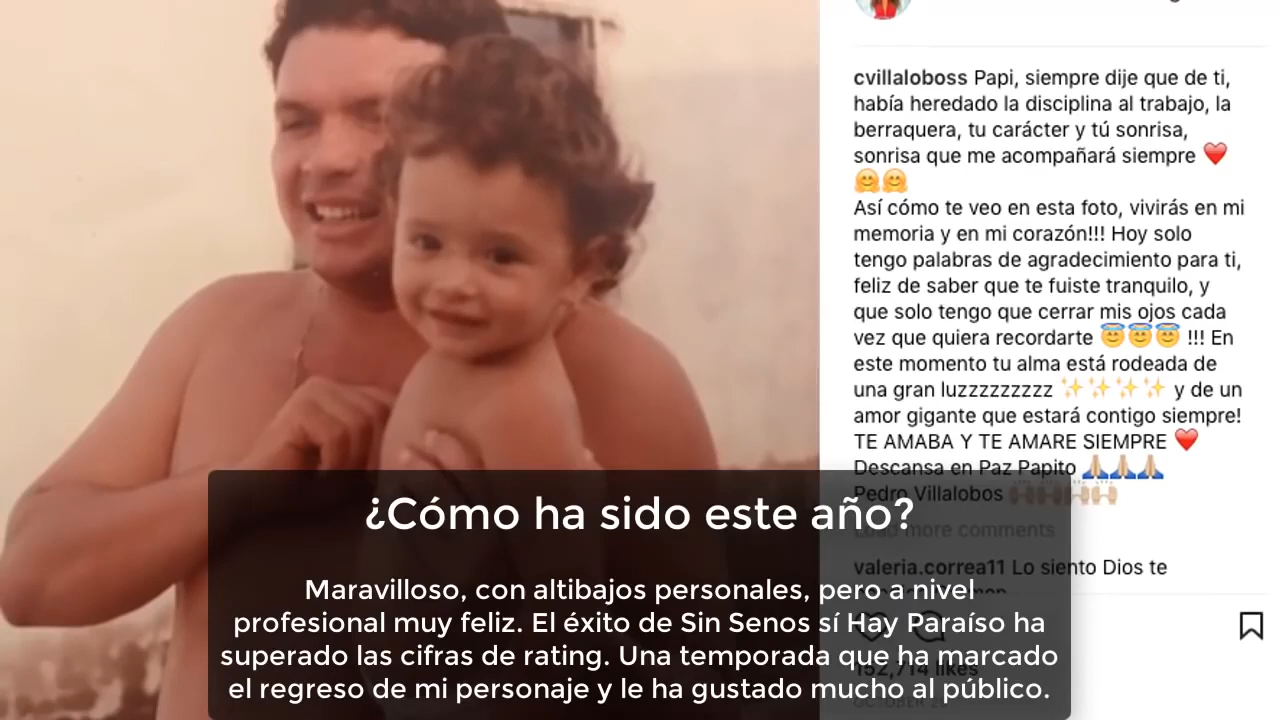 cvillaloboss Papi, siempre dije que de ti,
había heredado la disciplina al trabajo, la
berraquera, tu carácter y tú sonrisa,
sonrisa que me acompañará siempre ❤️
🤗🤗
Así cómo te veo en esta foto, vivirás en mi
memoria y en mi corazón!!! Hoy solo
tengo palabras de agradecimiento para ti,
feliz de saber que te fuiste tranquilo, y
que solo tengo que cerrar mis ojos cada
vez que quiera recordarte 😇😇😇 !!! En
este momento tu alma está rodeada de
una gran luzzzzzzzzz ✨✨✨✨ y de un
amor gigante que estará contigo siempre!
TE AMABA Y TE AMARE SIEMPRE ❤️
Descansa en Paz Papito 🙏🏼🙏🏼🙏🏼
Pedro Villalobos 🙌🏼🙌🏼🙌🏼🙌🏼
Load more comments
valeria.correa11 Lo siento Dios te
152,714 likes
OCTOBER
¿Cómo ha sido este año?
Maravilloso, con altibajos personales, pero a nivel
profesional muy feliz. El éxito de Sin Senos sí Hay Paraíso ha
superado las cifras de rating. Una temporada que ha marcado
el regreso de mi personaje y le ha gustado mucho al público.